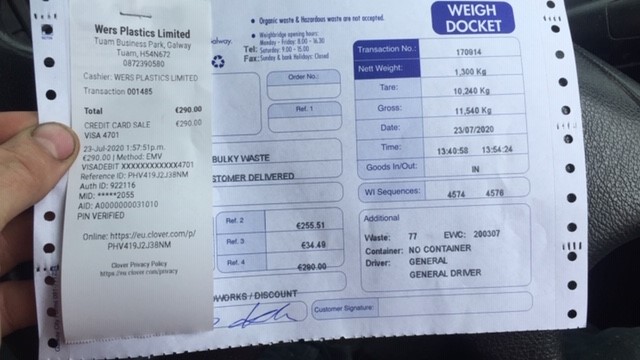 Wers Plastics Limited
Tuam Business Park, Galway
Tuam, H54N672
0872390580
Cashier: WERS PLASTICS LIMITED
Transaction 001485
Total €290.00
CREDIT CARD SALE €290.00
VISA 4701
23-Jul-2020 1:57:51p.m.
€290.00 | Method: EMV
VISADEBIT XXXXXXXXXXXX4701
Reference ID: PHV419J2J38NM
Auth ID: 922116
MID: *****2055
AID: A0000000031010
PIN VERIFIED
Online: https://eu.clover.com/p/
PHV419J2J38NM
Clover Privacy Policy
https://eu.clover.com/privacy
• Organic waste & Hazardous waste are not accepted.
• Weighbridge opening hours:
Monday - Friday: 8.00 - 16.30
Saturday: 9.00 - 15.00
Sunday & bank Holidays: Closed
Galway.
Tel:
Fax:
WEIGH
DOCKET
Order No.:
Ref. 1
BULKY WASTE
STOMER DELIVERED
Ref. 2 €255.51
Ref. 3 €34.49
Ref. 4 €290.00
WORKS / DISCOUNT
Transaction No.: 170914
Nett Weight: 1,300 Kg
Tare: 10,240 Kg
Gross: 11,540 Kg
Date: 23/07/2020
Time: 13:40:58 13:54:24
Goods In/Out: IN
WI Sequences: 4574 4576
Additional
Waste: 77 EWC: 200307
Container: NO CONTAINER
Driver: GENERAL
GENERAL DRIVER
Customer Signature: